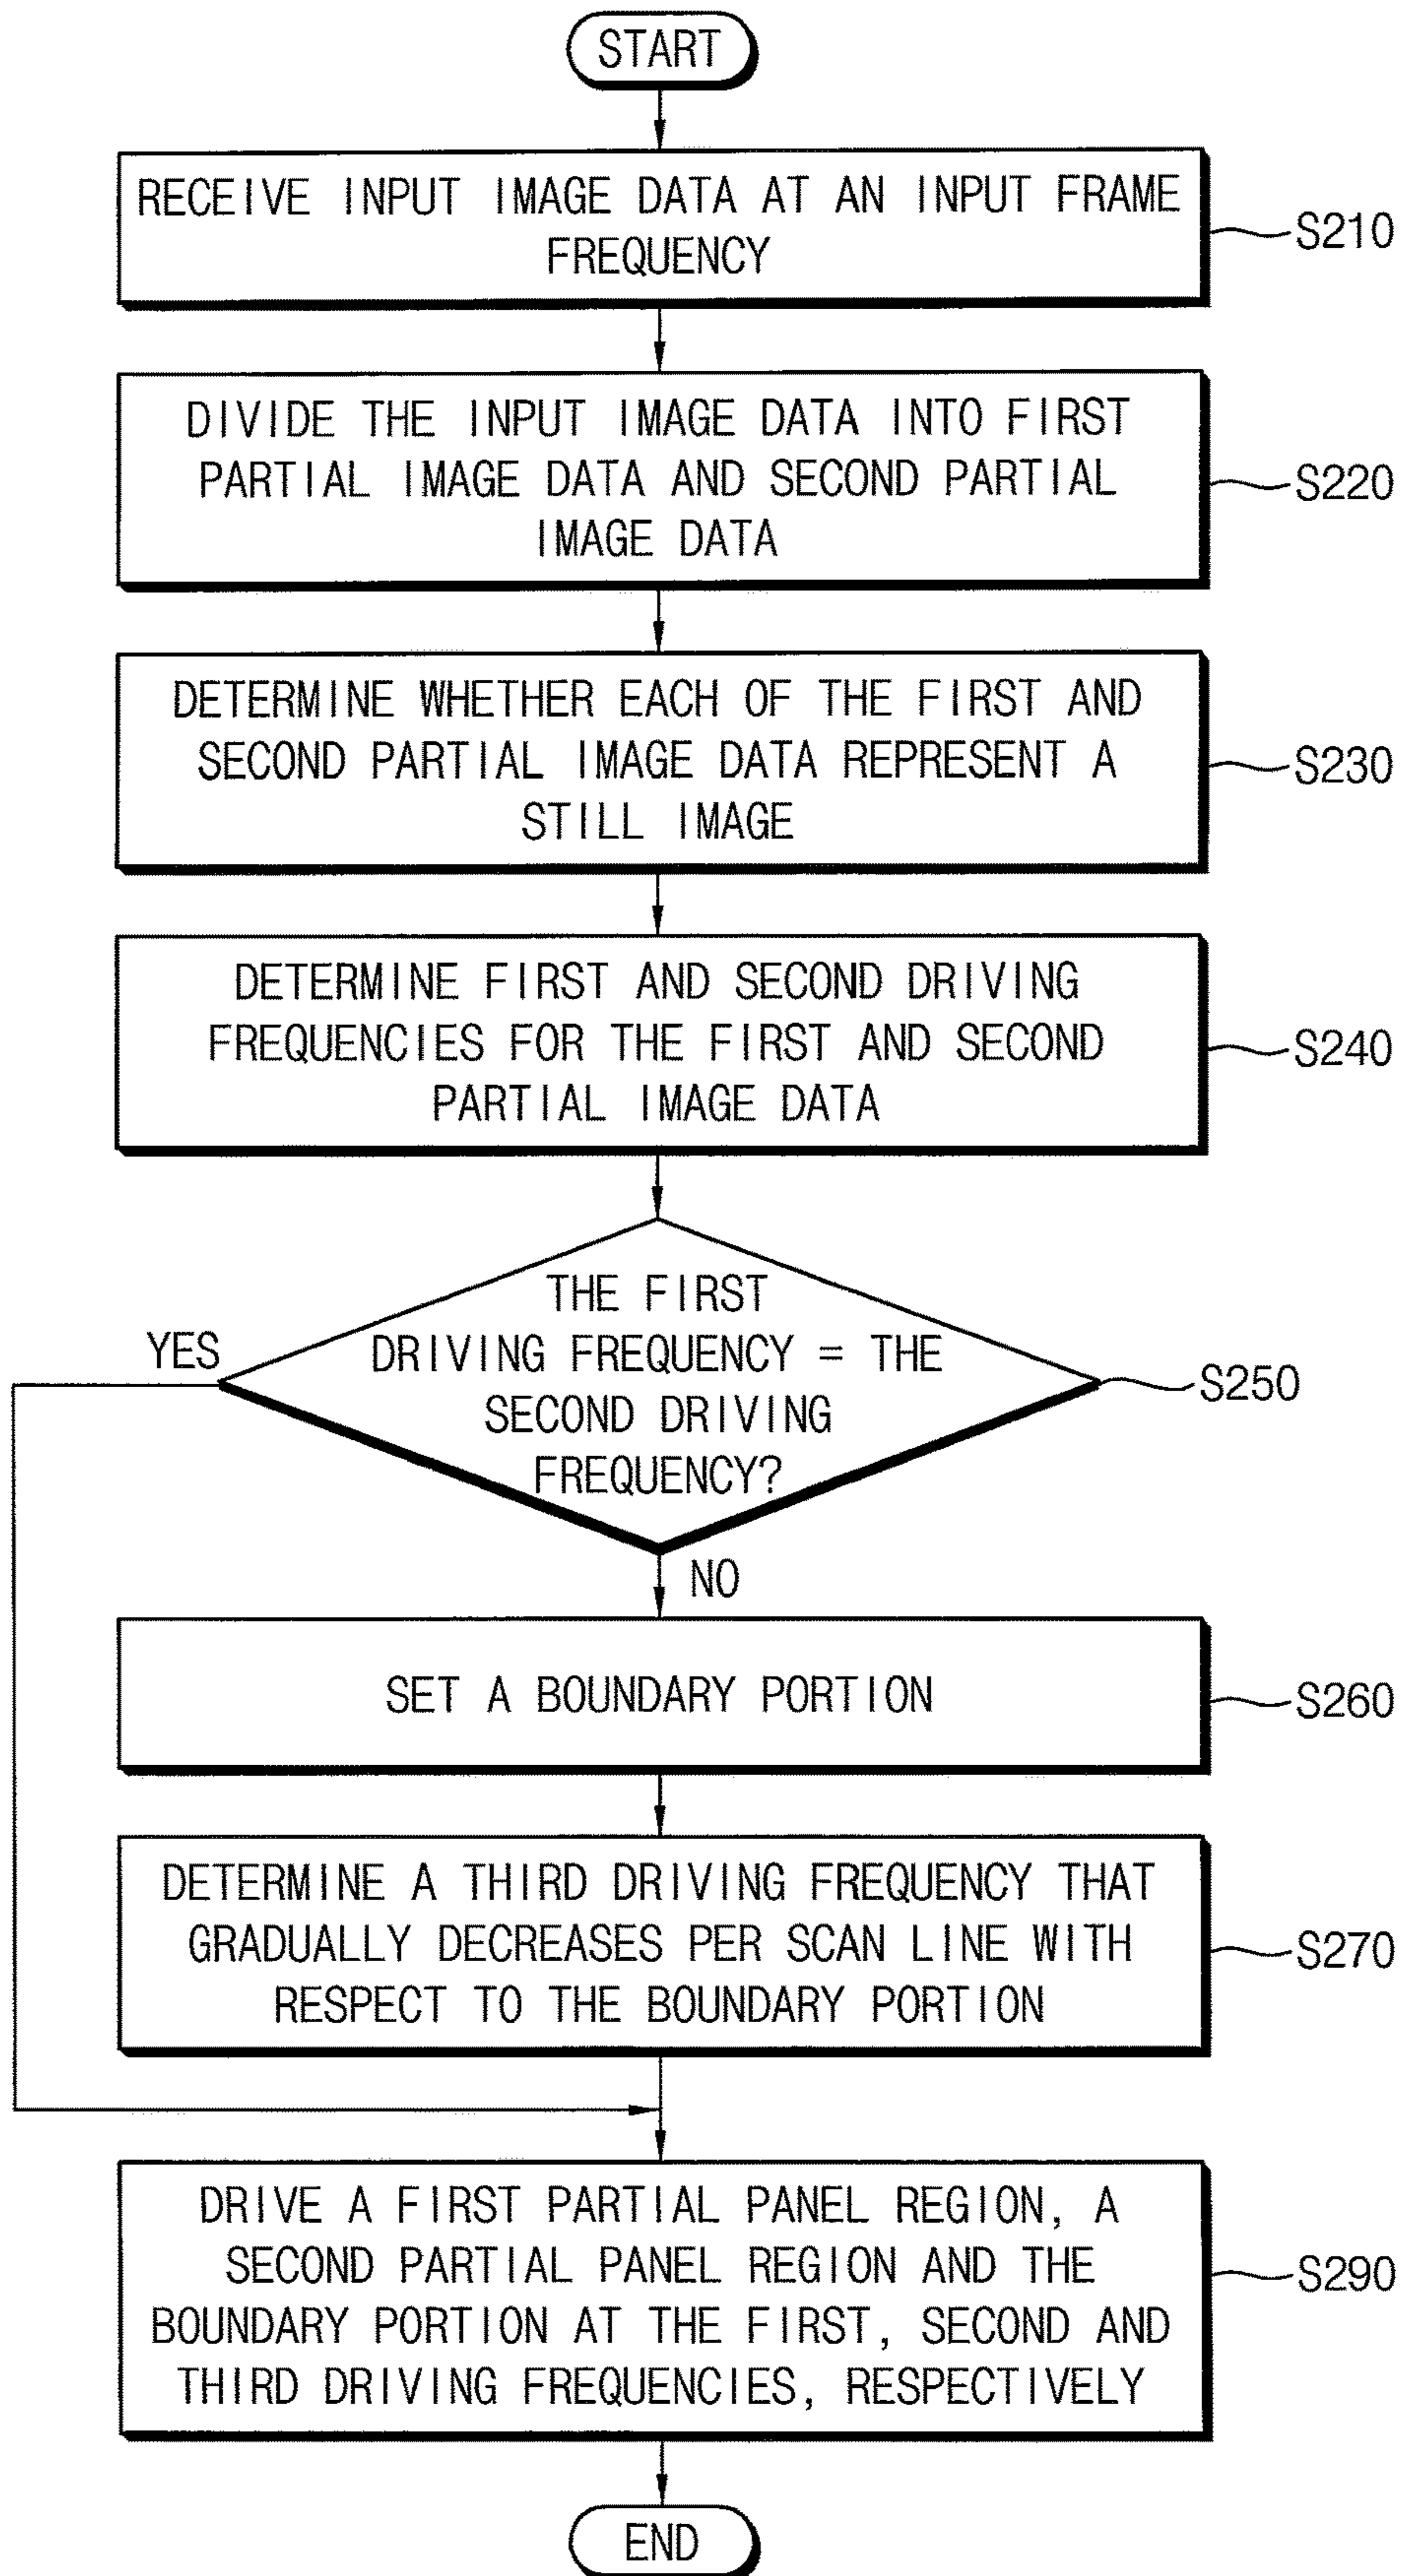 START
RECEIVE INPUT IMAGE DATA AT AN INPUT FRAME
FREQUENCY
S210
DIVIDE THE INPUT IMAGE DATA INTO FIRST
PARTIAL IMAGE DATA AND SECOND PARTIAL
IMAGE DATA
S220
DETERMINE WHETHER EACH OF THE FIRST AND
SECOND PARTIAL IMAGE DATA REPRESENT A
STILL IMAGE
S230
DETERMINE FIRST AND SECOND DRIVING
FREQUENCIES FOR THE FIRST AND SECOND
PARTIAL IMAGE DATA
S240
THE FIRST
DRIVING FREQUENCY = THE
SECOND DRIVING
FREQUENCY?
YES
S250
NO
SET A BOUNDARY PORTION
S260
DETERMINE A THIRD DRIVING FREQUENCY THAT
GRADUALLY DECREASES PER SCAN LINE WITH
RESPECT TO THE BOUNDARY PORTION
S270
DRIVE A FIRST PARTIAL PANEL REGION, A
SECOND PARTIAL PANEL REGION AND THE
BOUNDARY PORTION AT THE FIRST, SECOND AND
THIRD DRIVING FREQUENCIES, RESPECTIVELY
S290
END